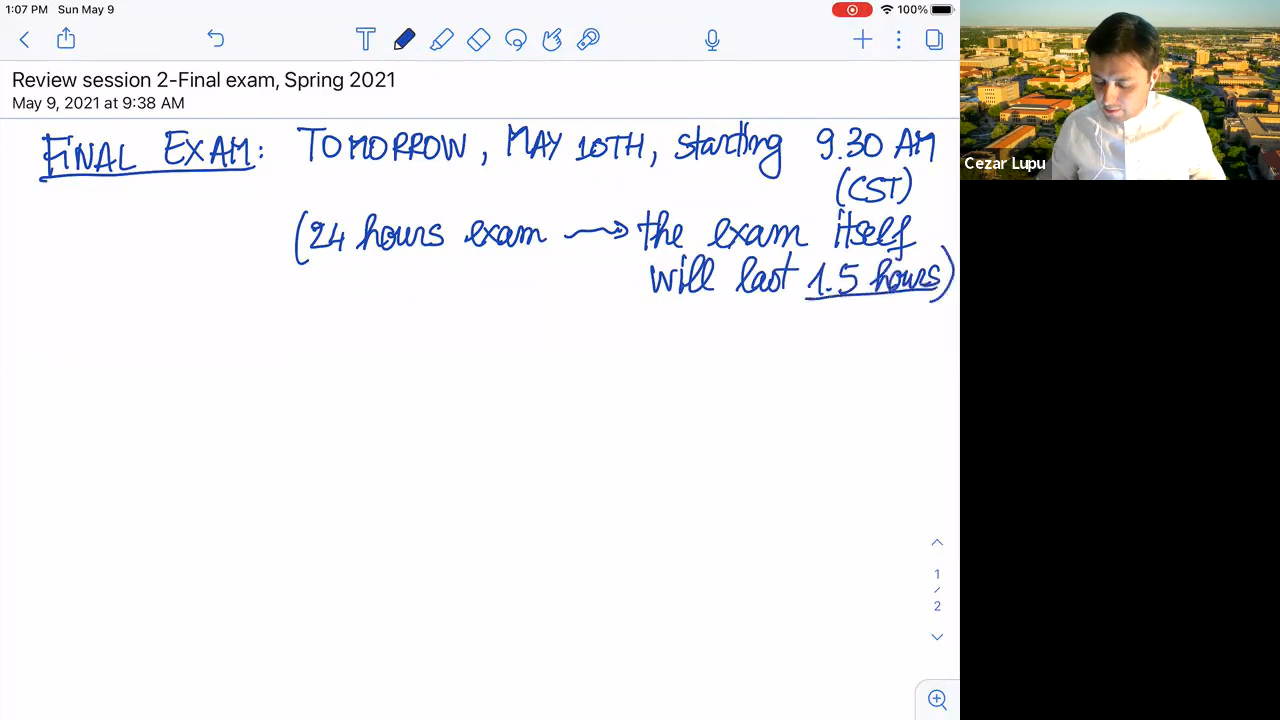 1:07 PM Sun May 9
100%
Review session 2-Final exam, Spring 2021
May 9, 2021 at 9:38 AM
FINAL EXAM: TOMORROW, MAY 10TH, starting 9.30 AM
(CST)
(24 hours exam → the exam itself
will last 1.5 hours)
Cezar Lupu
1
/
2